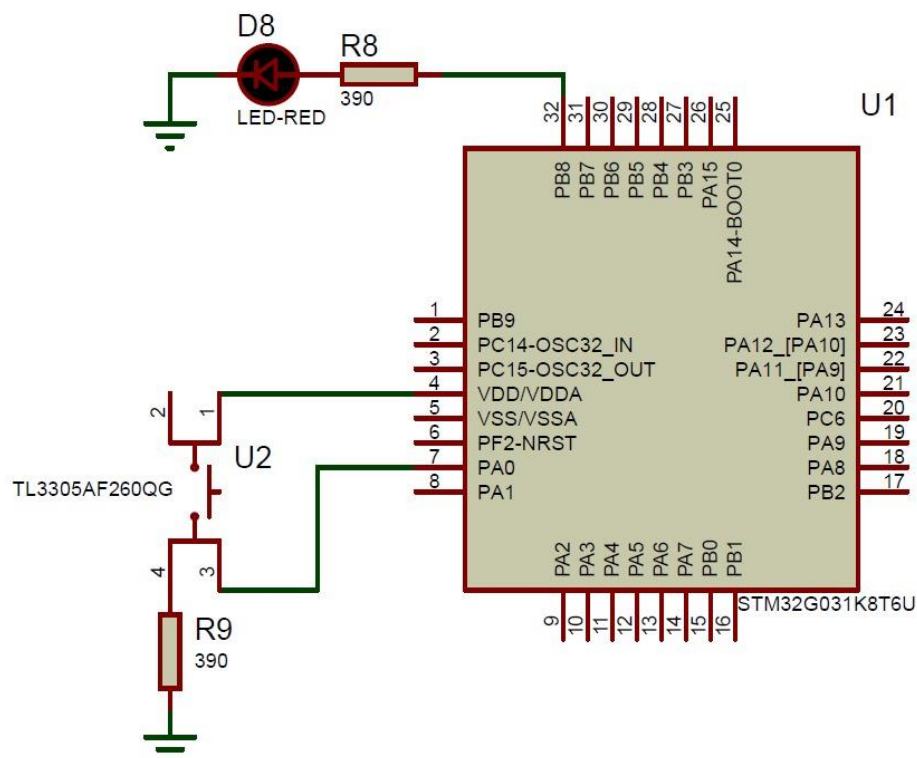 D8
LED-RED
R8
390
U1
32
31
30
29
28
27
26
25
PB8
PB7
PB6
PB5
PB4
PB3
PA15
PA14-BOOT0
1 PB9
2 PC14-OSC32_IN
3 PC15-OSC32_OUT
4 VDD/VDDA
5 VSS/VSSA
6 PF2-NRST
7 PA0
8 PA1
PA13 24
PA12_[PA10] 23
PA11_[PA9] 22
PA10 21
PC6 20
PA9 19
PA8 18
PB2 17
PA2
PA3
PA4
PA5
PA6
PA7
PB0
PB1
9
10
11
12
13
14
15
16
STM32G031K8T6U
2
1
U2
TL3305AF260QG
4
3
R9
390